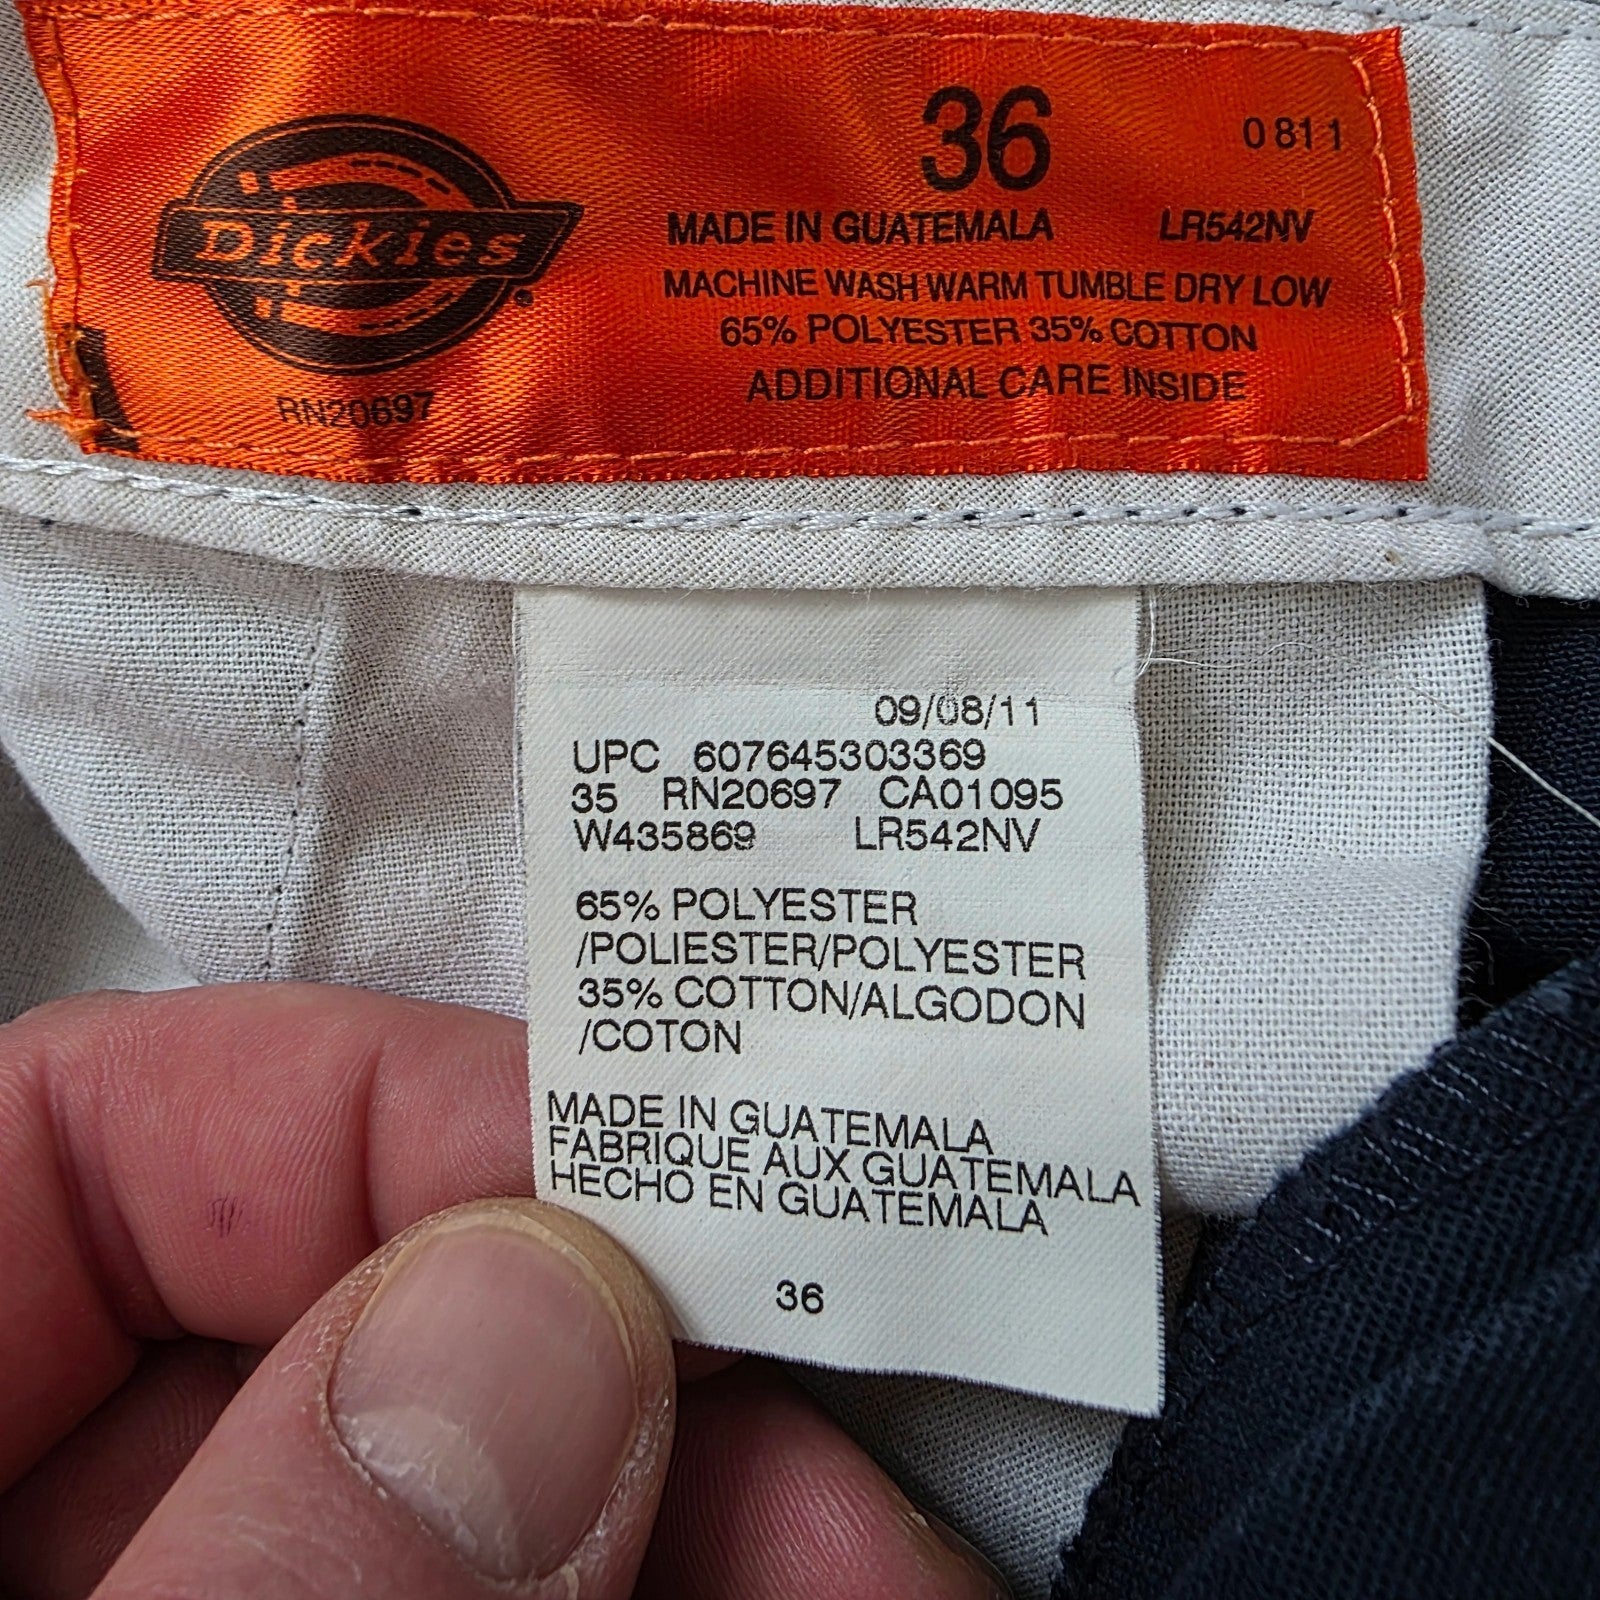 36
0811
Dickies
®
MADE IN GUATEMALA LR542NV
MACHINE WASH WARM TUMBLE DRY LOW
65% POLYESTER 35% COTTON
ADDITIONAL CARE INSIDE
RN20697
09/08/11
UPC 607645303369
35 RN20697 CA01095
W435869 LR542NV
65% POLYESTER
/POLIESTER/POLYESTER
35% COTTON/ALGODON
/COTON
MADE IN GUATEMALA
FABRIQUE AUX GUATEMALA
HECHO EN GUATEMALA
36